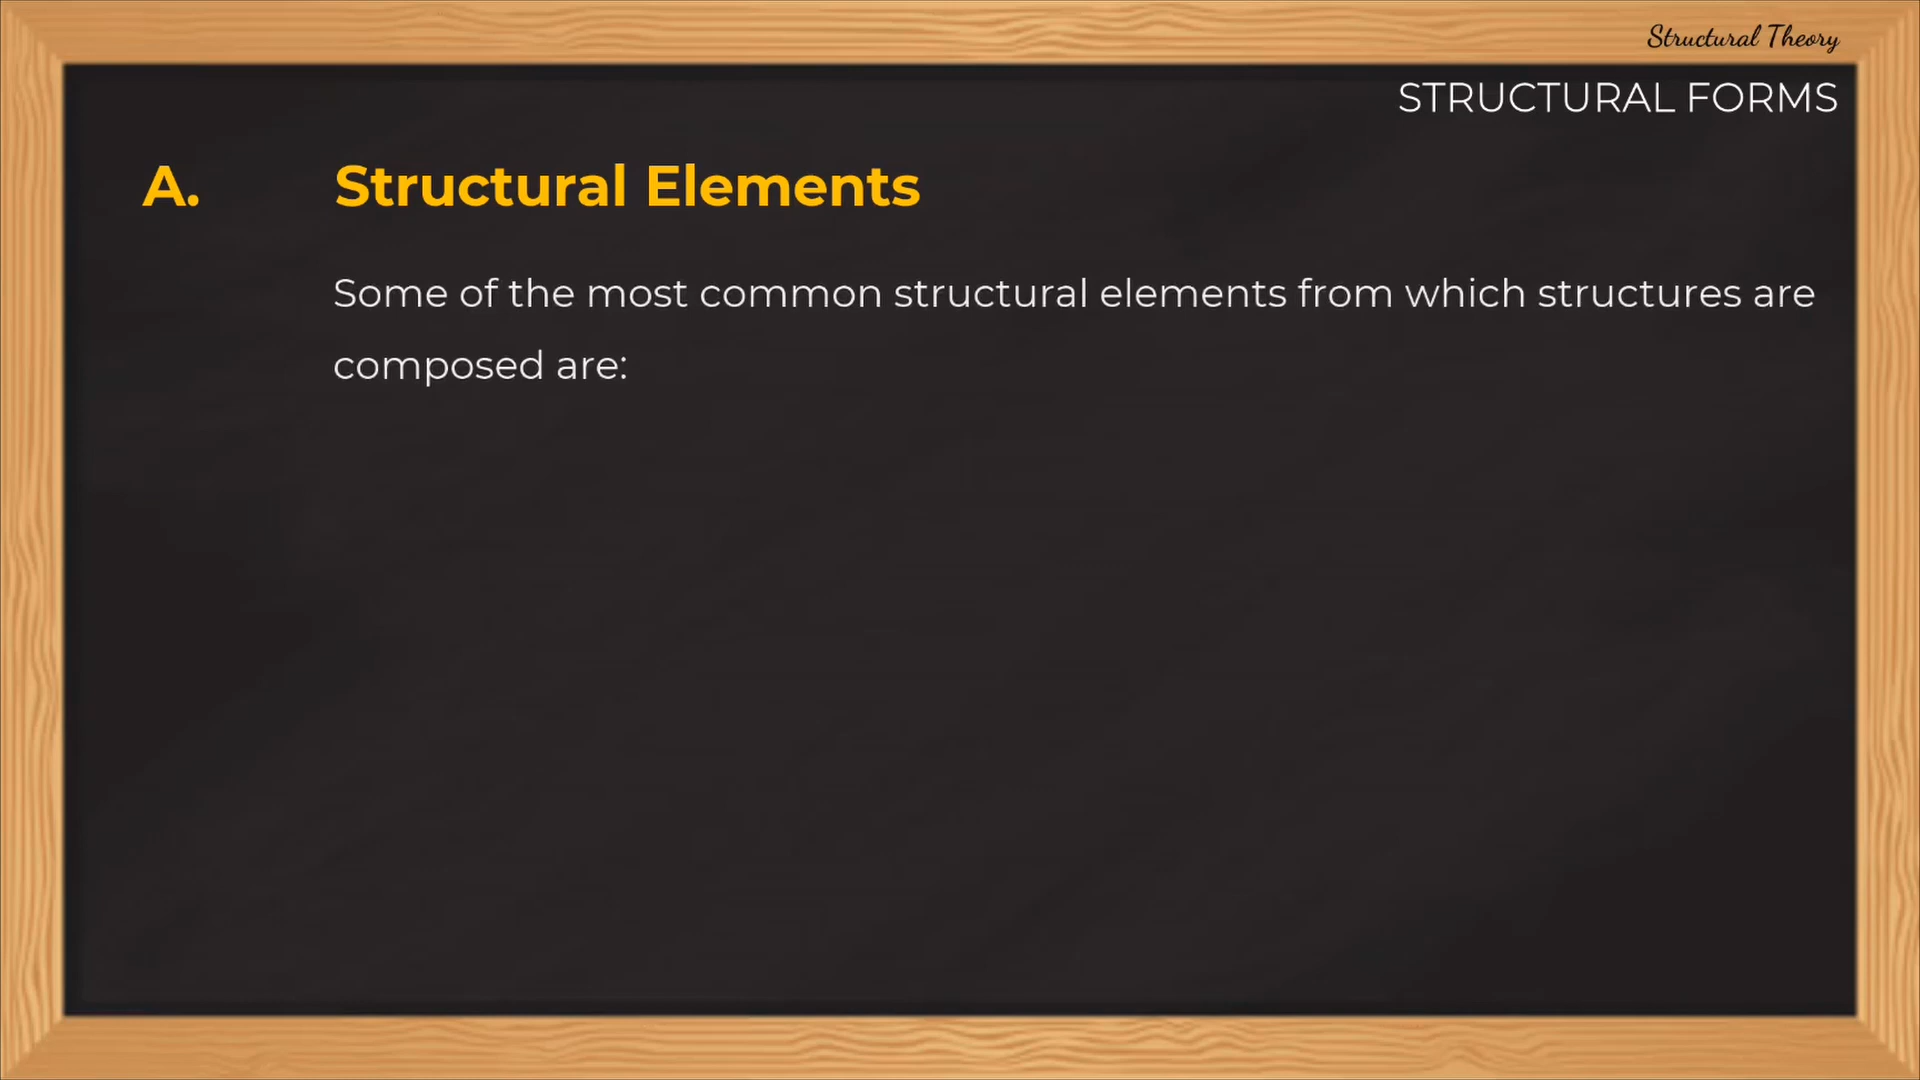 Structural Theory
STRUCTURAL FORMS
A. Structural Elements
Some of the most common structural elements from which structures are
composed are: